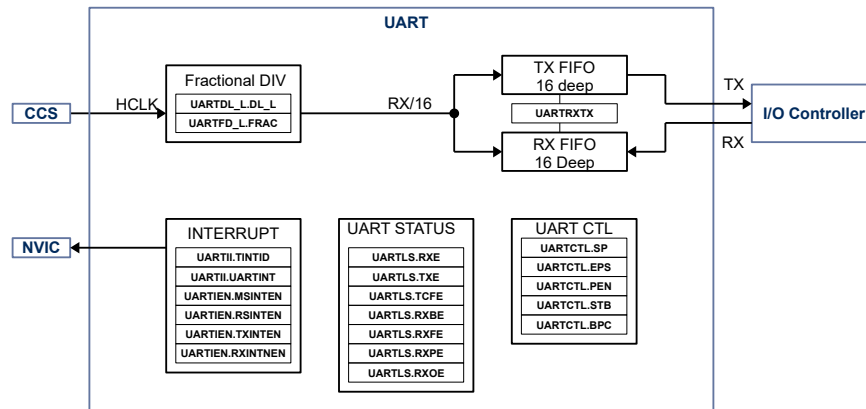 UART
Fractional DIV
UARTDL_L.DL_L
UARTFD_L.FRAC
CCS
HCLK
RX/16
TX FIFO
16 deep
UARTRXTX
RX FIFO
16 Deep
TX
I/O Controller
RX
NVIC
INTERRUPT
UARTII.TINTID
UARTII.UARTINT
UARTIEN.MSINTEN
UARTIEN.RSINTEN
UARTIEN.TXINTEN
UARTIEN.RXINTNEN
UART STATUS
UARTLS.RXE
UARTLS.TXE
UARTLS.TCFE
UARTLS.RXBE
UARTLS.RXFE
UARTLS.RXPE
UARTLS.RXOE
UART CTL
UARTCTL.SP
UARTCTL.EPS
UARTCTL.PEN
UARTCTL.STB
UARTCTL.BPC